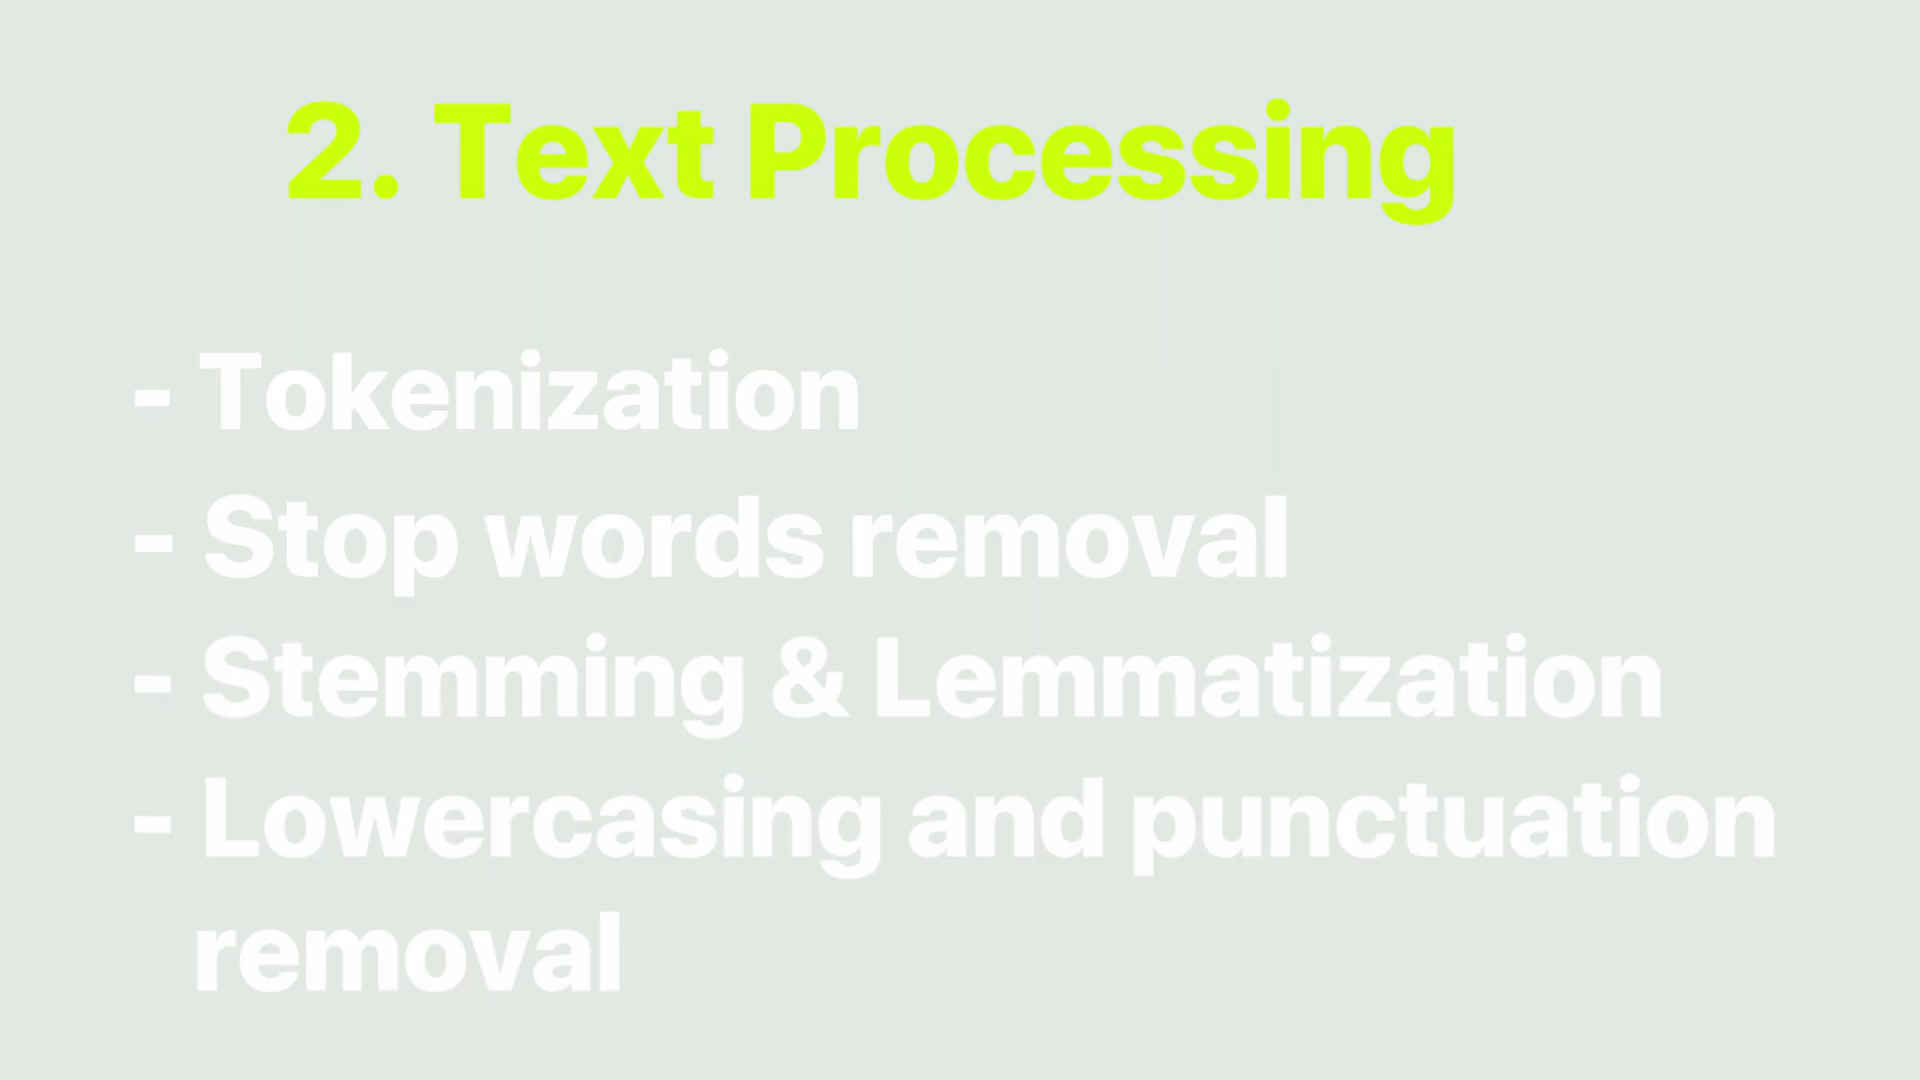 2. Text Processing
- Tokenization
- Stop words removal
- Stemming & Lemmatization
- Lowercasing and punctuation
removal